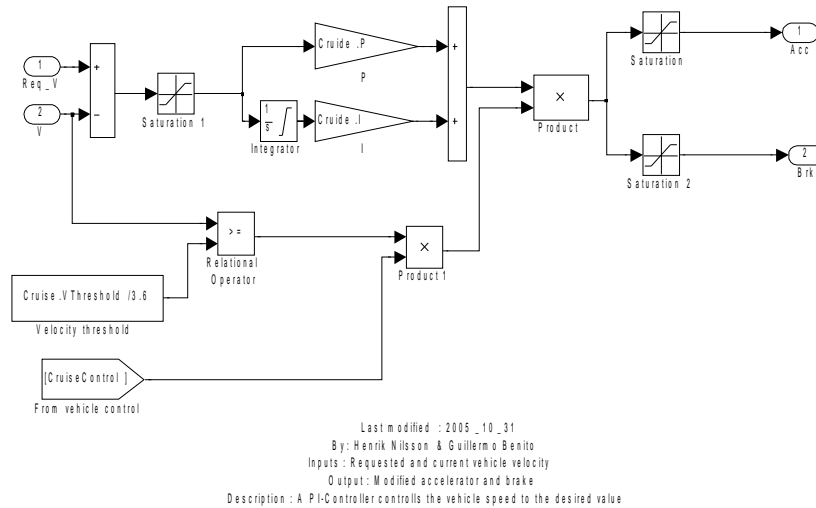 1
Req_V
2
V
+
−
Saturation 1
1
s
Integrator
Cruide .P
P
Cruide .I
I
+
+
×
Product
Saturation
1
Acc
Saturation 2
2
Brk
>=
Relational
Operator
×
Product 1
Cruise .VThreshold /3.6
Velocity threshold
[CruiseControl ]
From vehicle control
Last modified : 2005 _10 _31
By: Henrik Nilsson & Guillermo Benito
Inputs : Requested and current vehicle velocity
Output : Modified accelerator and brake
Description : A PI-Controller controlls the vehicle speed to the desired value